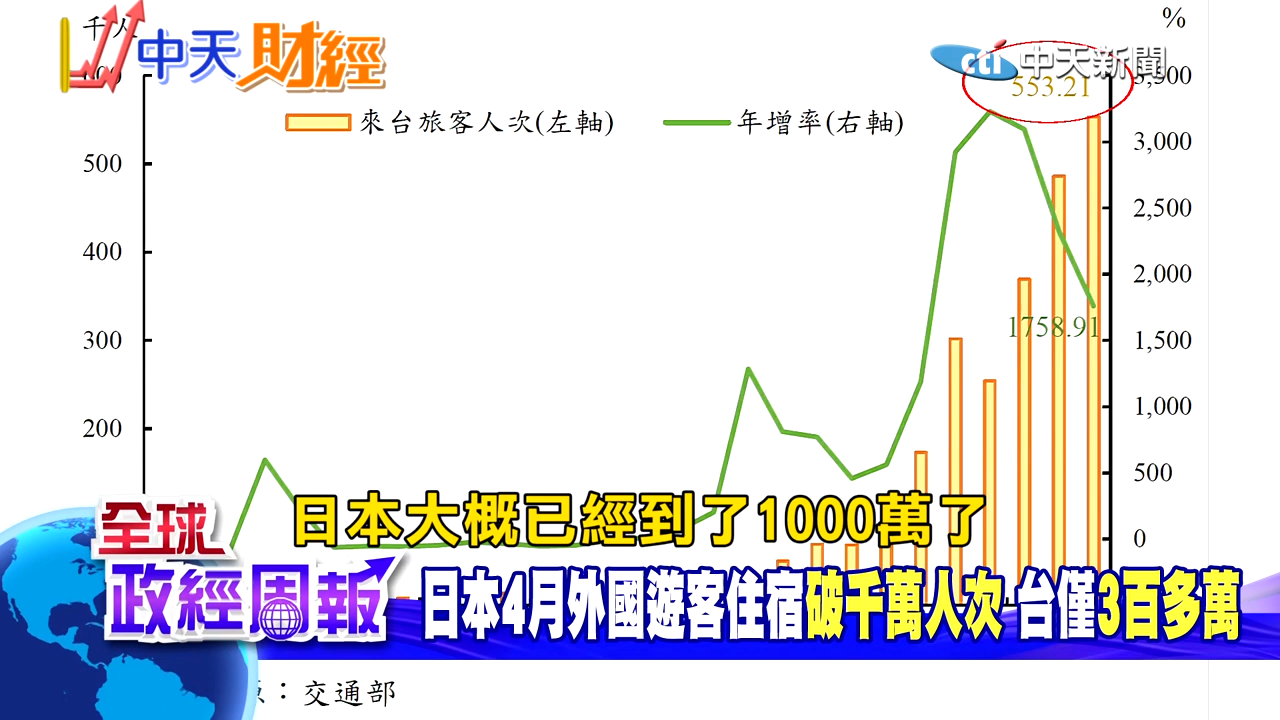 千人
%
中天財經
cti 中天新聞
600
3,500
553.21
來台旅客人次(左軸)
年增率(右軸)
500
3,000
2,500
400
2,000
300
1758.91
1,500
200
1,000
500
0
日本大概已經到了1000萬了
全球
政經周報
日本4月外國遊客住宿破千萬人次 台僅3百多萬
：交通部